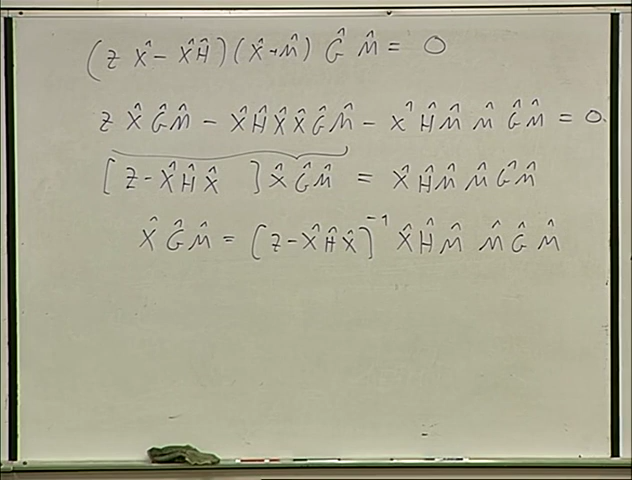 (z X̂ − X̂Ĥ)(X̂ + M̂) Ĝ M̂ = 0
z X̂ĜM̂ − X̂ĤX̂X̂ĜM̂ − X̂ĤM̂ M̂ĜM̂ = 0.
[z − X̂ĤX̂ ] X̂ĜM̂ = X̂ĤM̂ M̂ĜM̂
X̂ĜM̂ = (z − X̂ĤX̂)⁻¹ X̂ĤM̂ M̂ĜM̂